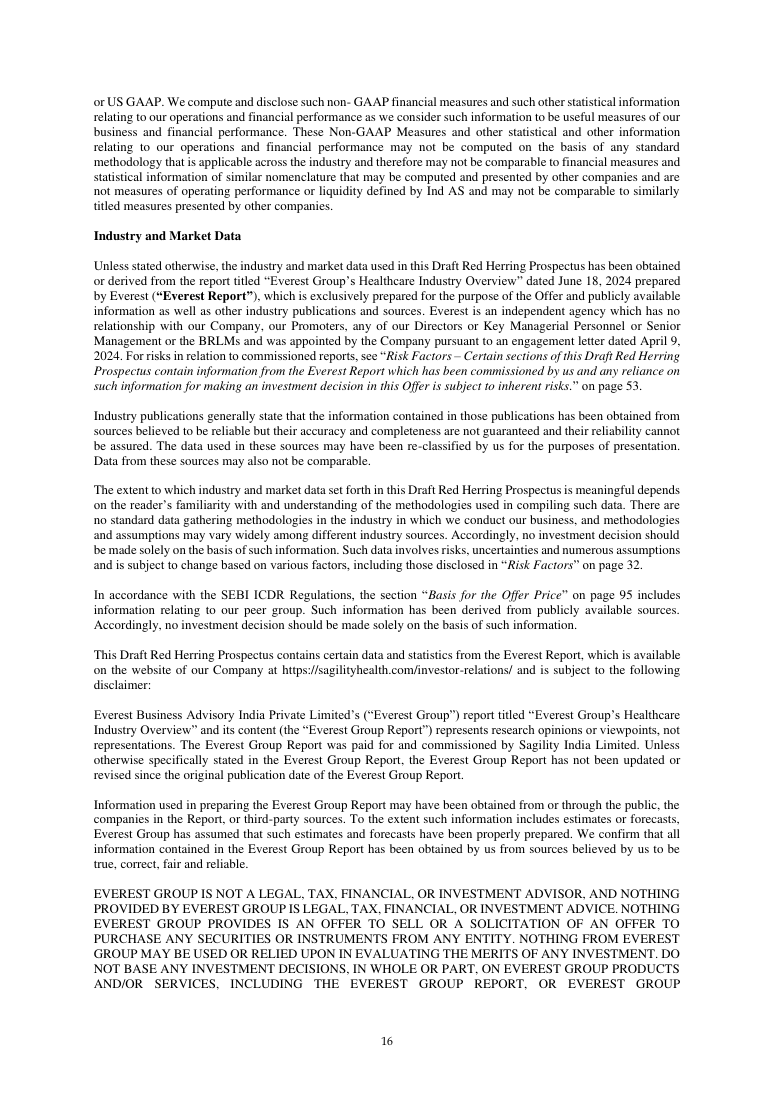 or US GAAP. We compute and disclose such non- GAAP financial measures and such other statistical information
relating to our operations and financial performance as we consider such information to be useful measures of our
business and financial performance. These Non-GAAP Measures and other statistical and other information
relating to our operations and financial performance may not be computed on the basis of any standard
methodology that is applicable across the industry and therefore may not be comparable to financial measures and
statistical information of similar nomenclature that may be computed and presented by other companies and are
not measures of operating performance or liquidity defined by Ind AS and may not be comparable to similarly
titled measures presented by other companies.
Industry and Market Data
Unless stated otherwise, the industry and market data used in this Draft Red Herring Prospectus has been obtained
or derived from the report titled “Everest Group’s Healthcare Industry Overview” dated June 18, 2024 prepared
by Everest (“Everest Report”), which is exclusively prepared for the purpose of the Offer and publicly available
information as well as other industry publications and sources. Everest is an independent agency which has no
relationship with our Company, our Promoters, any of our Directors or Key Managerial Personnel or Senior
Management or the BRLMs and was appointed by the Company pursuant to an engagement letter dated April 9,
2024. For risks in relation to commissioned reports, see “Risk Factors – Certain sections of this Draft Red Herring
Prospectus contain information from the Everest Report which has been commissioned by us and any reliance on
such information for making an investment decision in this Offer is subject to inherent risks.” on page 53.
Industry publications generally state that the information contained in those publications has been obtained from
sources believed to be reliable but their accuracy and completeness are not guaranteed and their reliability cannot
be assured. The data used in these sources may have been re-classified by us for the purposes of presentation.
Data from these sources may also not be comparable.
The extent to which industry and market data set forth in this Draft Red Herring Prospectus is meaningful depends
on the reader’s familiarity with and understanding of the methodologies used in compiling such data. There are
no standard data gathering methodologies in the industry in which we conduct our business, and methodologies
and assumptions may vary widely among different industry sources. Accordingly, no investment decision should
be made solely on the basis of such information. Such data involves risks, uncertainties and numerous assumptions
and is subject to change based on various factors, including those disclosed in “Risk Factors” on page 32.
In accordance with the SEBI ICDR Regulations, the section “Basis for the Offer Price” on page 95 includes
information relating to our peer group. Such information has been derived from publicly available sources.
Accordingly, no investment decision should be made solely on the basis of such information.
This Draft Red Herring Prospectus contains certain data and statistics from the Everest Report, which is available
on the website of our Company at https://sagilityhealth.com/investor-relations/ and is subject to the following
disclaimer:
Everest Business Advisory India Private Limited’s (“Everest Group”) report titled “Everest Group’s Healthcare
Industry Overview” and its content (the “Everest Group Report”) represents research opinions or viewpoints, not
representations. The Everest Group Report was paid for and commissioned by Sagility India Limited. Unless
otherwise specifically stated in the Everest Group Report, the Everest Group Report has not been updated or
revised since the original publication date of the Everest Group Report.
Information used in preparing the Everest Group Report may have been obtained from or through the public, the
companies in the Report, or third-party sources. To the extent such information includes estimates or forecasts,
Everest Group has assumed that such estimates and forecasts have been properly prepared. We confirm that all
information contained in the Everest Group Report has been obtained by us from sources believed by us to be
true, correct, fair and reliable.
EVEREST GROUP IS NOT A LEGAL, TAX, FINANCIAL, OR INVESTMENT ADVISOR, AND NOTHING
PROVIDED BY EVEREST GROUP IS LEGAL, TAX, FINANCIAL, OR INVESTMENT ADVICE. NOTHING
EVEREST GROUP PROVIDES IS AN OFFER TO SELL OR A SOLICITATION OF AN OFFER TO
PURCHASE ANY SECURITIES OR INSTRUMENTS FROM ANY ENTITY. NOTHING FROM EVEREST
GROUP MAY BE USED OR RELIED UPON IN EVALUATING THE MERITS OF ANY INVESTMENT. DO
NOT BASE ANY INVESTMENT DECISIONS, IN WHOLE OR PART, ON EVEREST GROUP PRODUCTS
AND/OR SERVICES, INCLUDING THE EVEREST GROUP REPORT, OR EVEREST GROUP
16